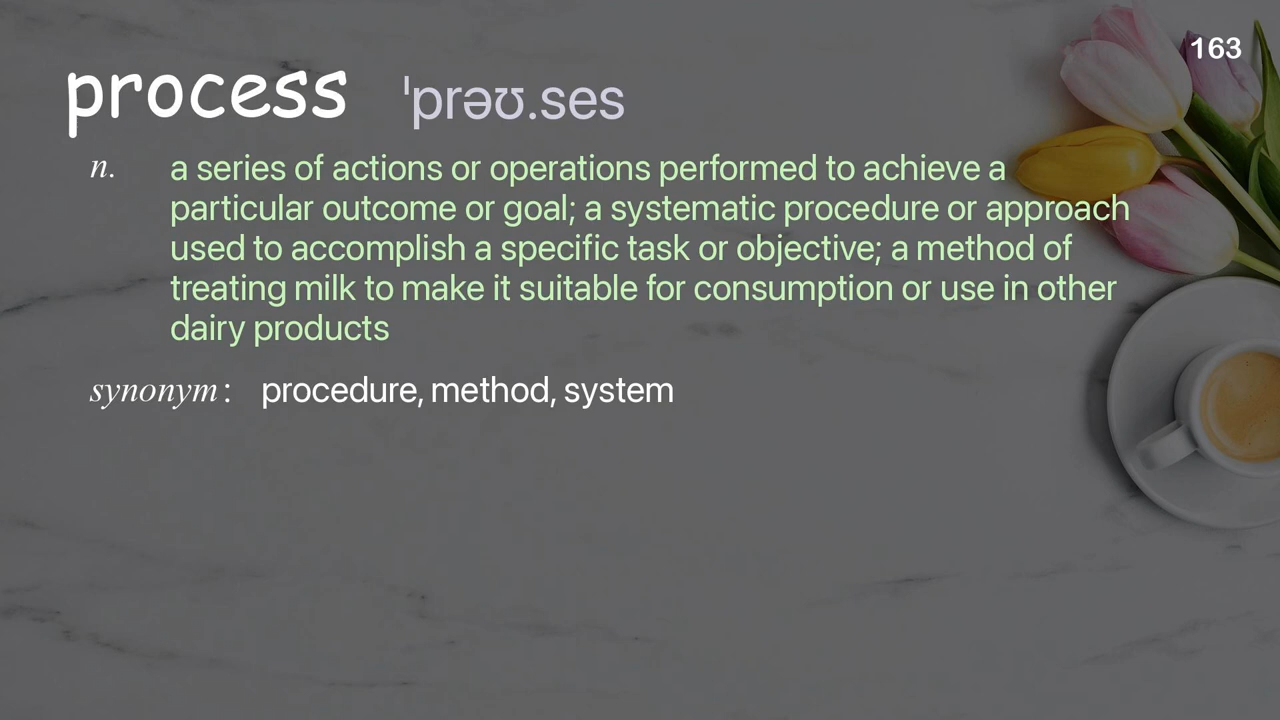 163
process ˈprəʊ.ses
n. a series of actions or operations performed to achieve a
particular outcome or goal; a systematic procedure or approach
used to accomplish a specific task or objective; a method of
treating milk to make it suitable for consumption or use in other
dairy products
synonym: procedure, method, system